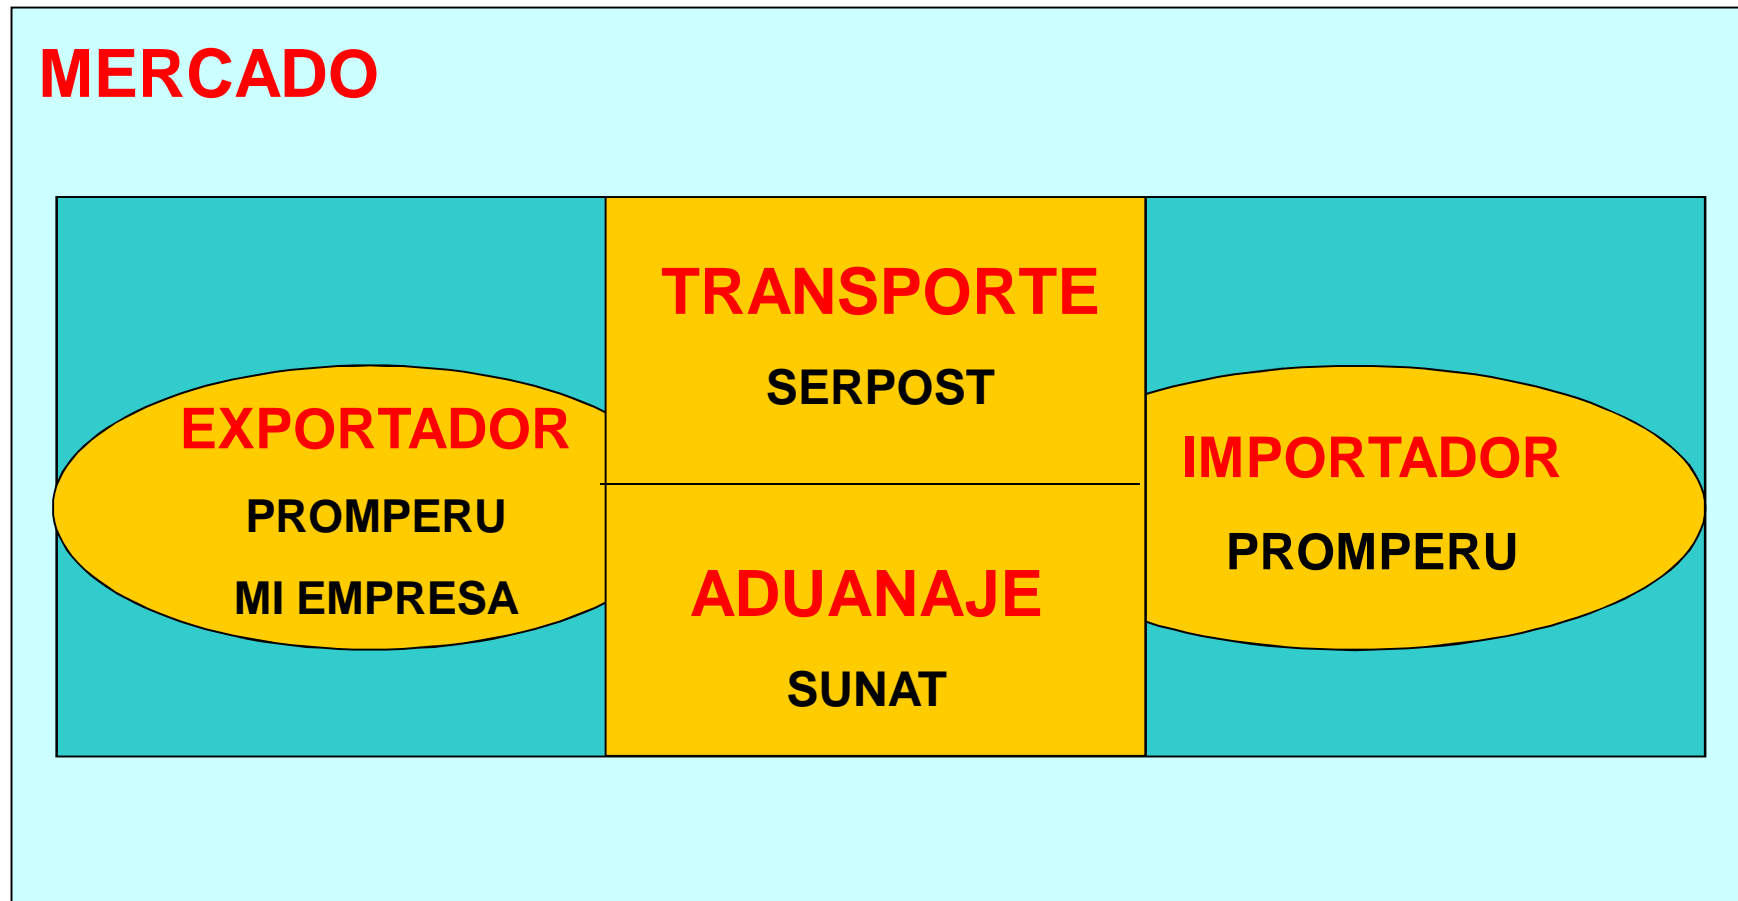 MERCADO
EXPORTADOR
PROMPERU
MI EMPRESA
TRANSPORTE
SERPOST
ADUANAJE
SUNAT
IMPORTADOR
PROMPERU